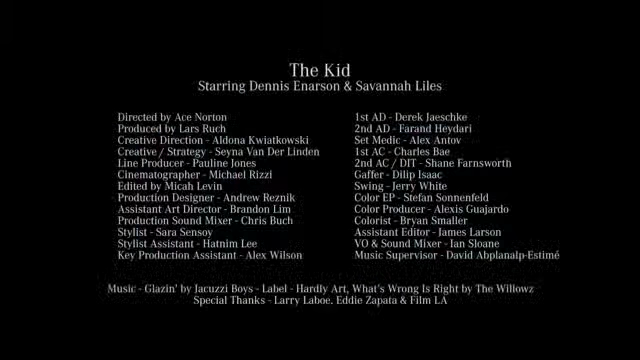 The Kid
Starring Dennis Enarson & Savannah Liles
Directed by Ace Norton
Produced by Lars Ruch
Creative Direction - Aldona Kwiatkowski
Creative / Strategy - Seyna Van Der Linden
Line Producer - Pauline Jones
Cinematographer - Michael Rizzi
Edited by Micah Levin
Production Designer - Andrew Reznik
Assistant Art Director - Brandon Lim
Production Sound Mixer - Chris Buch
Stylist - Sara Sensoy
Stylist Assistant - Hatnim Lee
Key Production Assistant - Alex Wilson
1st AD - Derek Jaeschke
2nd AD - Farand Heydari
Set Medic - Alex Antov
1st AC - Charles Bae
2nd AC / DIT - Shane Farnsworth
Gaffer - Dilip Isaac
Swing - Jerry White
Color EP - Stefan Sonnenfeld
Color Producer - Alexis Guajardo
Colorist - Bryan Smaller
Assistant Editor - James Larson
VO & Sound Mixer - Ian Sloane
Music Supervisor - David Abplanalp-Estimé
Music - Glazin' by Jacuzzi Boys - Label - Hardly Art, What's Wrong Is Right by The Willowz
Special Thanks - Larry Laboe, Eddie Zapata & Film LA